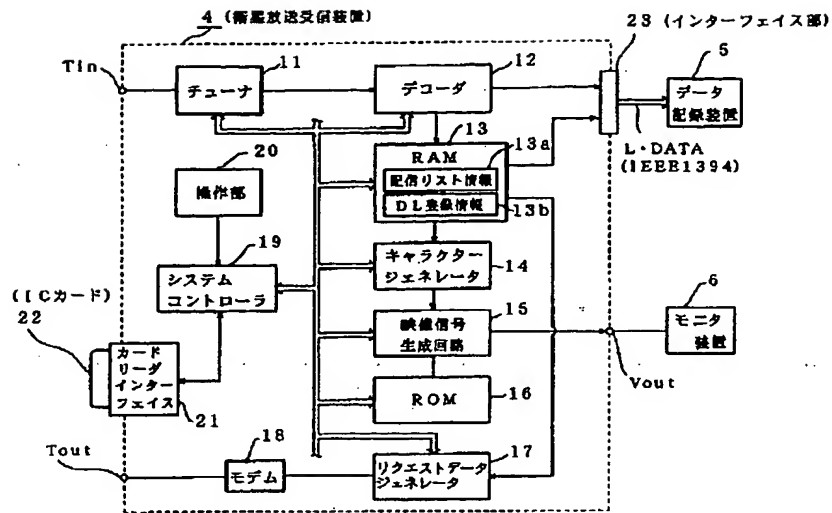 4 (衛星放送受信装置)
23 (インターフェイス部)
5
Tin
11
チューナ
12
デコーダ
データ
記録装置
L・DATA
(IEEE1394)
13
RAM
13a
配信リスト情報
DL登録情報
13b
20
操作部
19
システム
コントローラ
キャラクター
ジェネレータ
14
15
映像信号
生成回路
6
モニタ
装置
Vout
(ICカード)
22
カード
リーダ
インター
フェイス
21
ROM
16
Tout
18
モデム
リクエストデータ
ジェネレータ
17